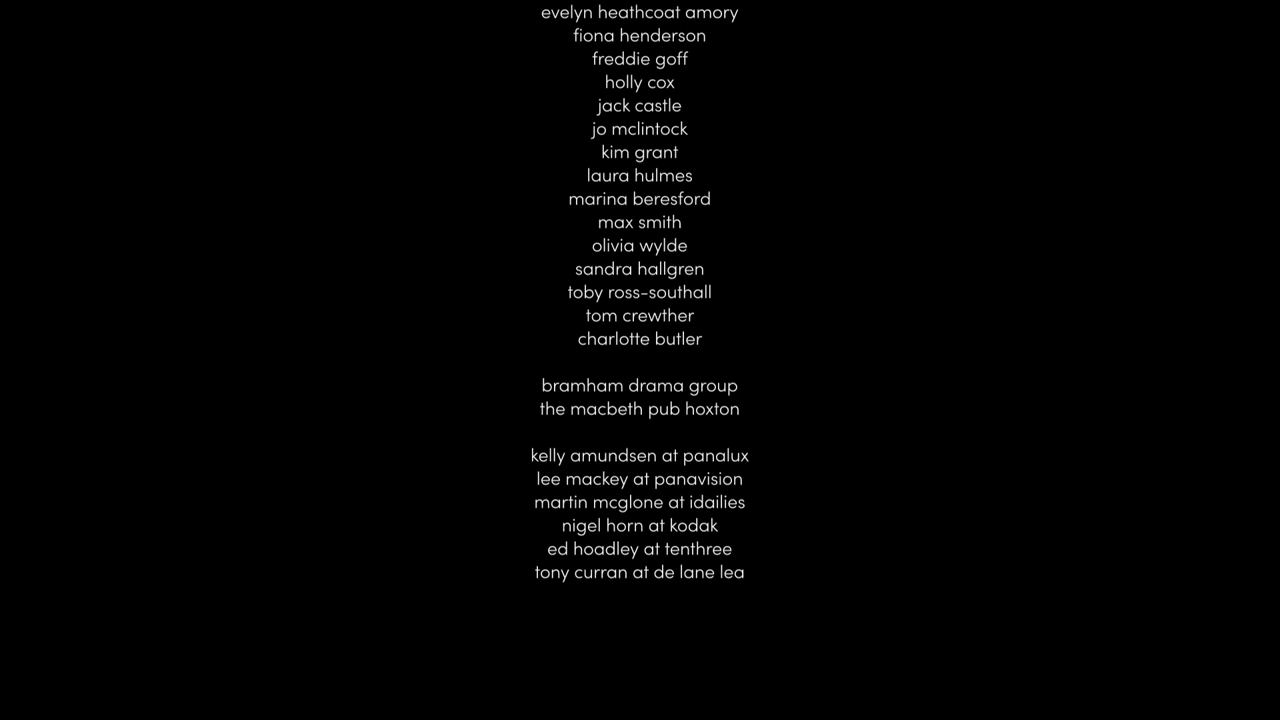 evelyn heathcoat amory
fiona henderson
freddie goff
holly cox
jack castle
jo mclintock
kim grant
laura hulmes
marina beresford
max smith
olivia wylde
sandra hallgren
toby ross-southall
tom crewther
charlotte butler
bramham drama group
the macbeth pub hoxton
kelly amundsen at panalux
lee mackey at panavision
martin mcglone at idailies
nigel horn at kodak
ed hoadley at tenthree
tony curran at de lane lea